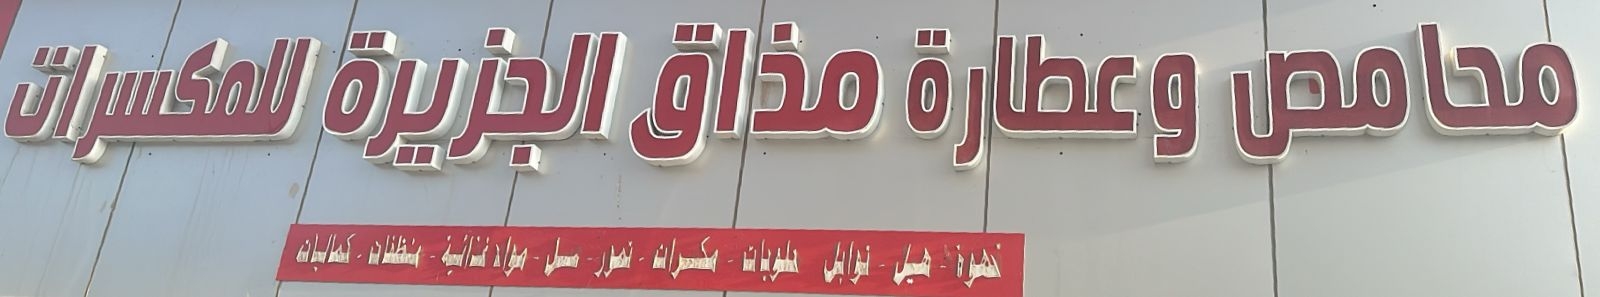 محامص وعطارة مذاق الجزيرة للمكسرات
قهوة - هيل - توابل حلويات - مكسرات - تمور - عسل - مواد غذائية - منظفات - كماليات